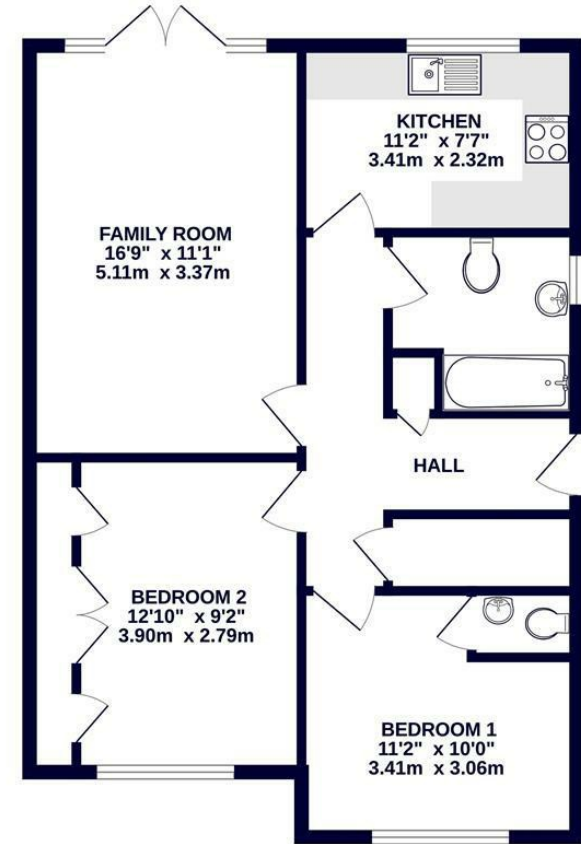 KITCHEN
11'2" x 7'7"
3.41m x 2.32m
FAMILY ROOM
16'9" x 11'1"
5.11m x 3.37m
HALL
BEDROOM 2
12'10" x 9'2"
3.90m x 2.79m
BEDROOM 1
11'2" x 10'0"
3.41m x 3.06m